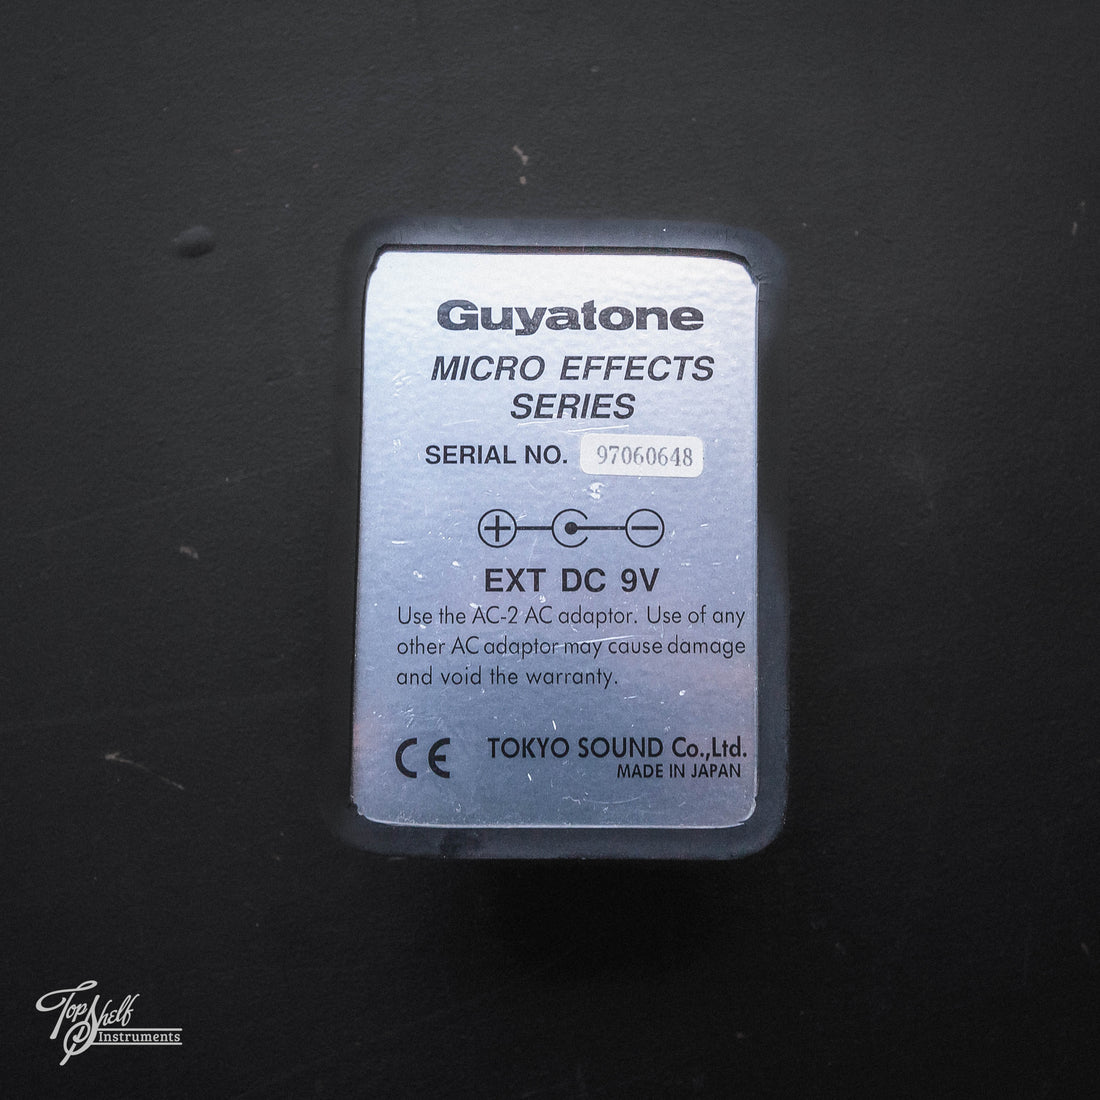 Guyatone
MICRO EFFECTS
SERIES
SERIAL NO. 97060648
EXT DC 9V
Use the AC-2 AC adaptor. Use of any
other AC adaptor may cause damage
and void the warranty.
CE TOKYO SOUND Co.,Ltd.
MADE IN JAPAN
Top Shelf
Instruments